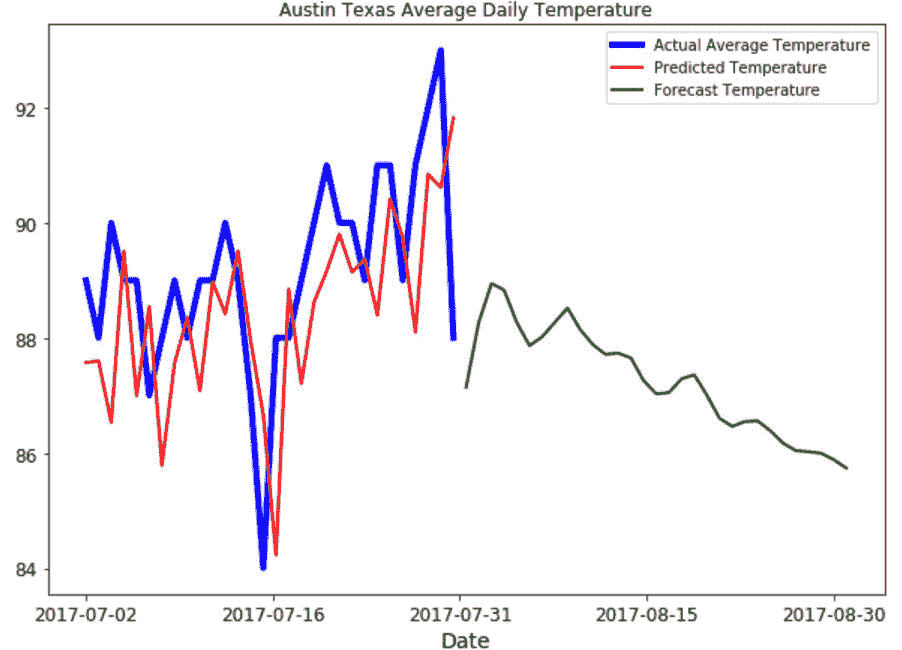 Austin Texas Average Daily Temperature
Actual Average Temperature
Predicted Temperature
Forecast Temperature
92
90
88
86
84
2017-07-02 2017-07-16 2017-07-31 2017-08-15 2017-08-30
Date